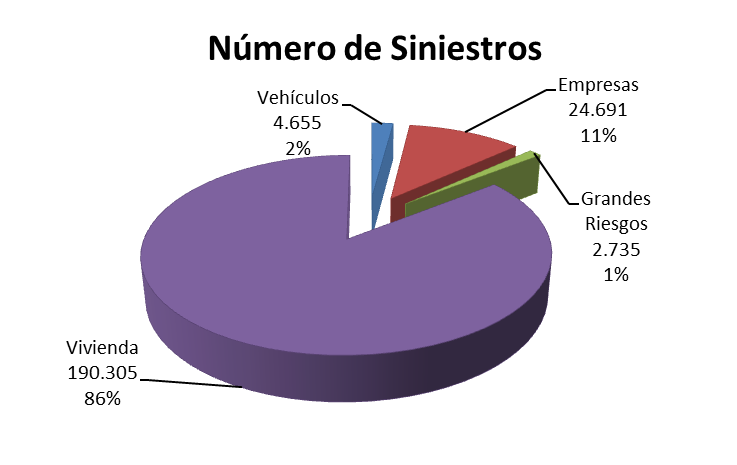 Número de Siniestros
Vehículos
4.655
2%
Empresas
24.691
11%
Grandes
Riesgos
2.735
1%
Vivienda
190.305
86%